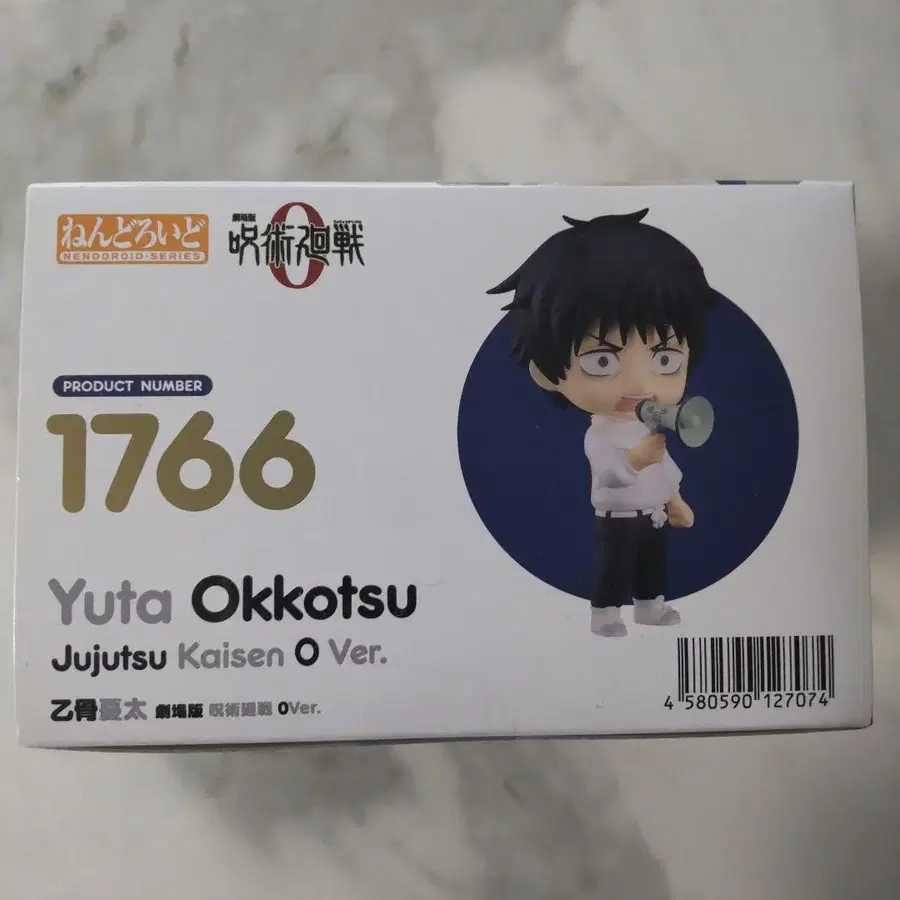 ねんどろいど
NENDOROID・SERIES
劇場版
呪術廻戦
0
PRODUCT NUMBER
1766
Yuta Okkotsu
Jujutsu Kaisen 0 Ver.
乙骨憂太 劇場版 呪術廻戦 0Ver.
4 580590 127074